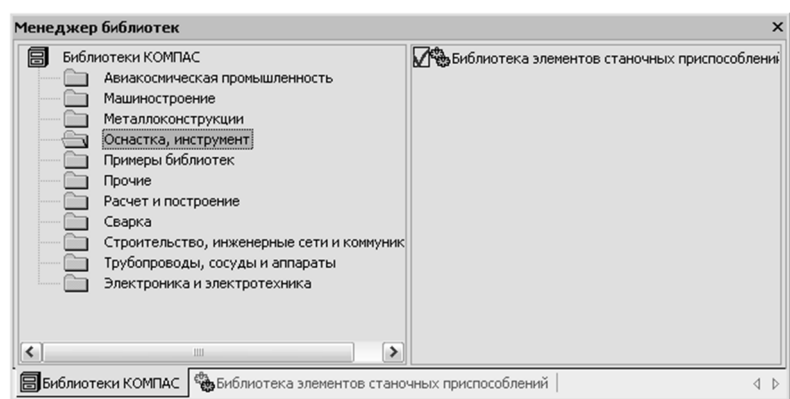 Менеджер библиотек
Библиотеки КОМПАС
Авиакосмическая промышленность
Машиностроение
Металлоконструкции
Оснастка, инструмент
Примеры библиотек
Прочие
Расчет и построение
Сварка
Строительство, инженерные сети и коммуник
Трубопроводы, сосуды и аппараты
Электроника и электротехника
Библиотека элементов станочных приспособлений
Библиотеки КОМПАС Библиотека элементов станочных приспособлений